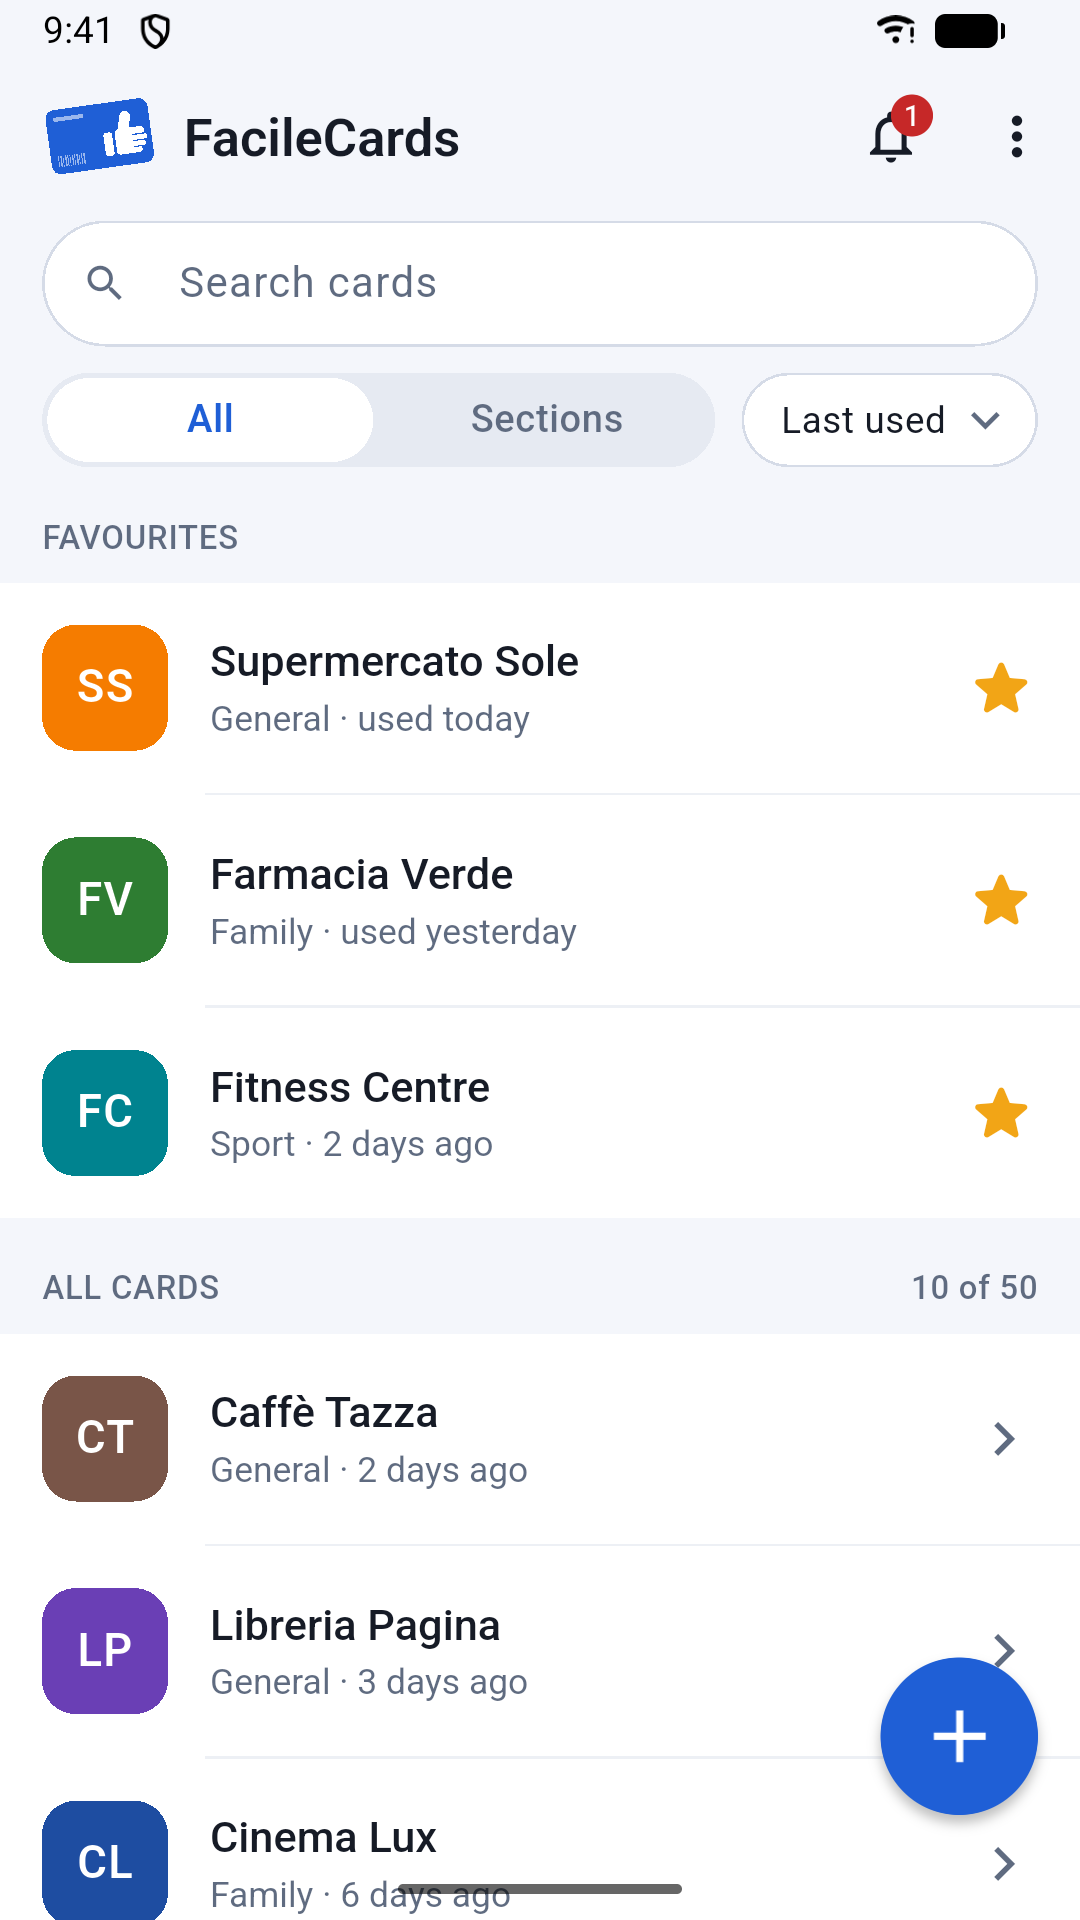 9:41
FacileCards
1
Search cards
All
Sections
Last used
FAVOURITES
SS
Supermercato Sole
General · used today
FV
Farmacia Verde
Family · used yesterday
FC
Fitness Centre
Sport · 2 days ago
ALL CARDS
10 of 50
CT
Caffè Tazza
General · 2 days ago
LP
Libreria Pagina
General · 3 days ago
CL
Cinema Lux
Family · 6 days ago